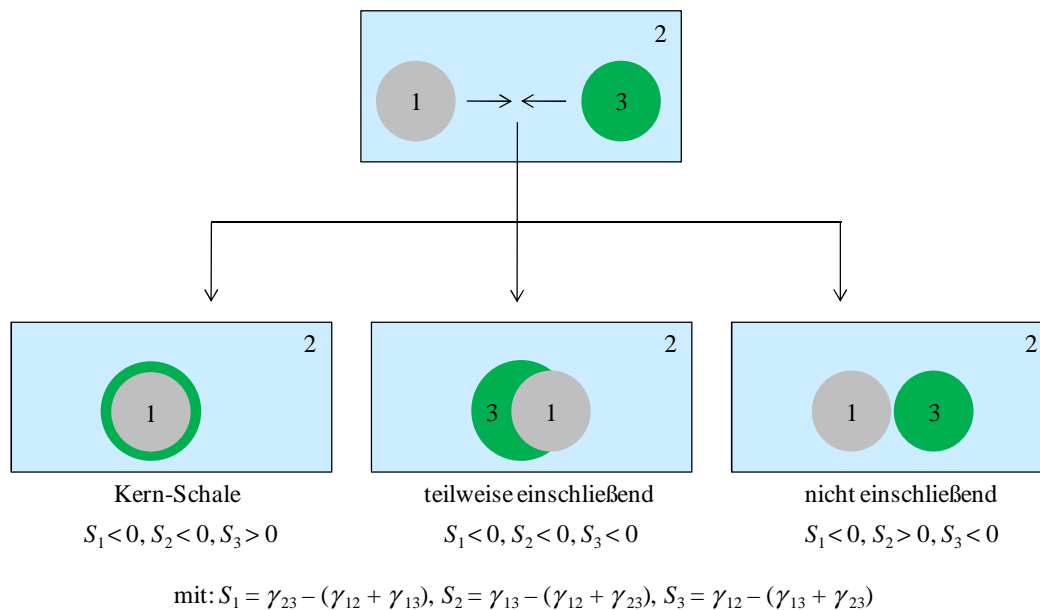 2
1
3
2
2
2
1
3
1
1
3
Kern-Schale
teilweise einschließend
nicht einschließend
S₁ < 0, S₂ < 0, S₃ > 0
S₁ < 0, S₂ < 0, S₃ < 0
S₁ < 0, S₂ > 0, S₃ < 0
mit: S₁ = γ₂₃ – (γ₁₂ + γ₁₃), S₂ = γ₁₃ – (γ₁₂ + γ₂₃), S₃ = γ₁₂ – (γ₁₃ + γ₂₃)